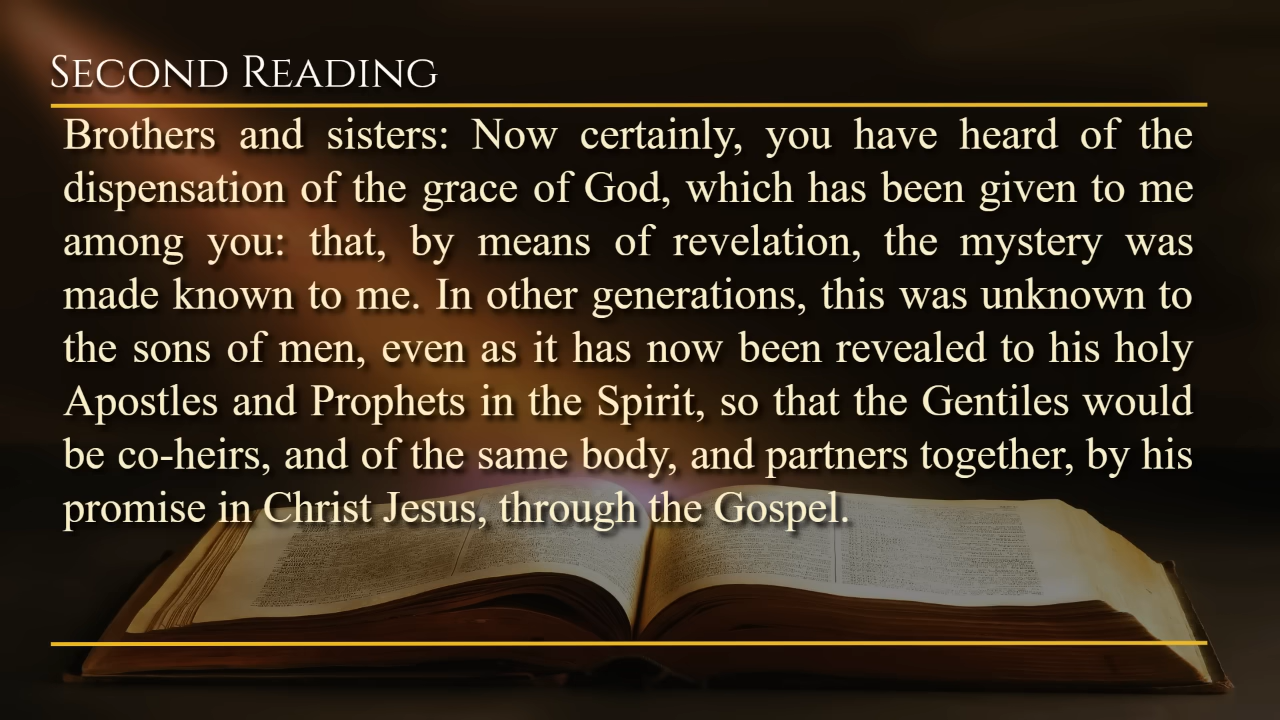 Second Reading
Brothers and sisters: Now certainly, you have heard of the
dispensation of the grace of God, which has been given to me
among you: that, by means of revelation, the mystery was
made known to me. In other generations, this was unknown to
the sons of men, even as it has now been revealed to his holy
Apostles and Prophets in the Spirit, so that the Gentiles would
be co-heirs, and of the same body, and partners together, by his
promise in Christ Jesus, through the Gospel.